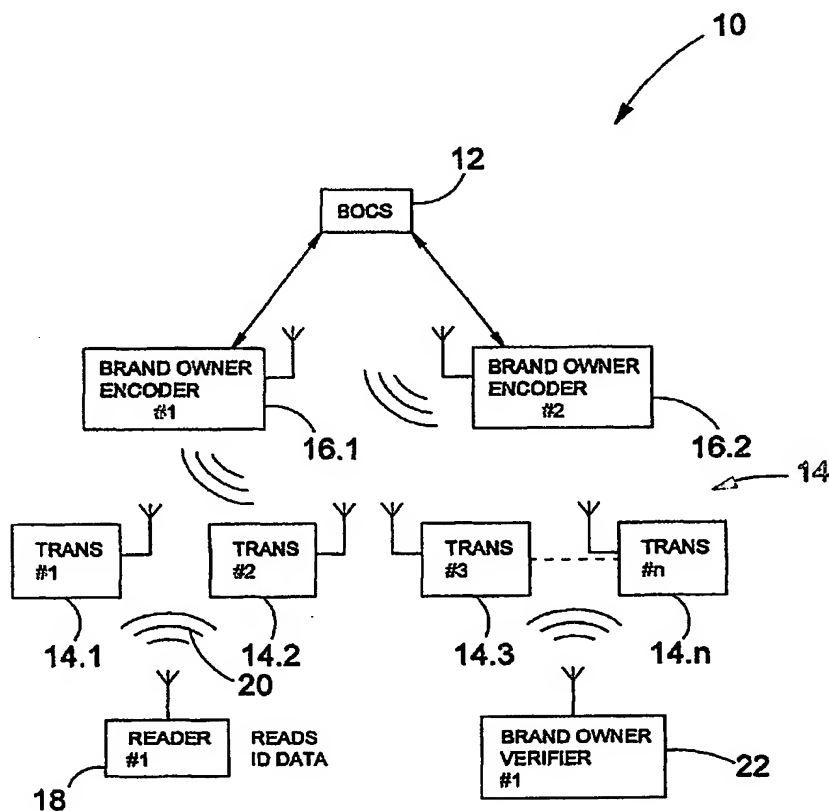 10
12
BOCS
BRAND OWNER
ENCODER
#1
BRAND OWNER
ENCODER
#2
16.1
16.2
14
TRANS
#1
TRANS
#2
TRANS
#3
TRANS
#n
14.1
14.2
14.3
14.n
20
READER
#1
READS
ID DATA
BRAND OWNER
VERIFIER
#1
18
22